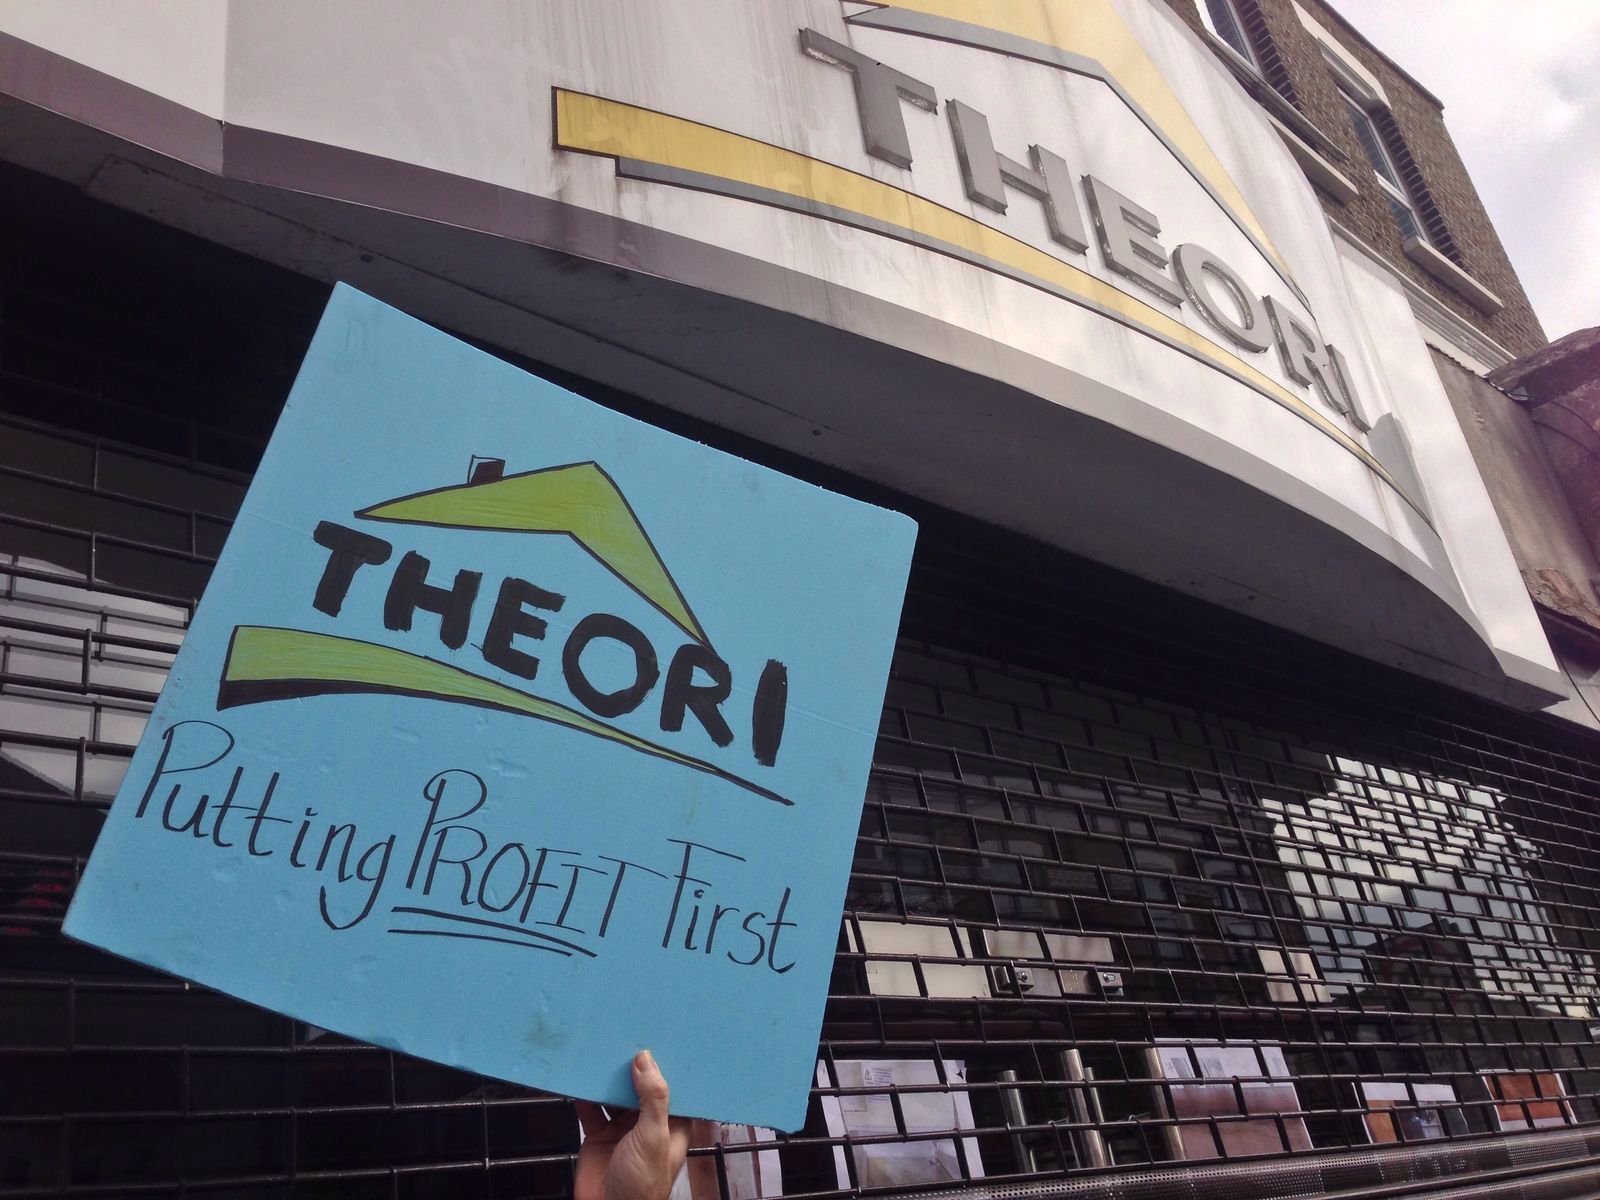 THEORI
THEORI
Putting PROFIT First